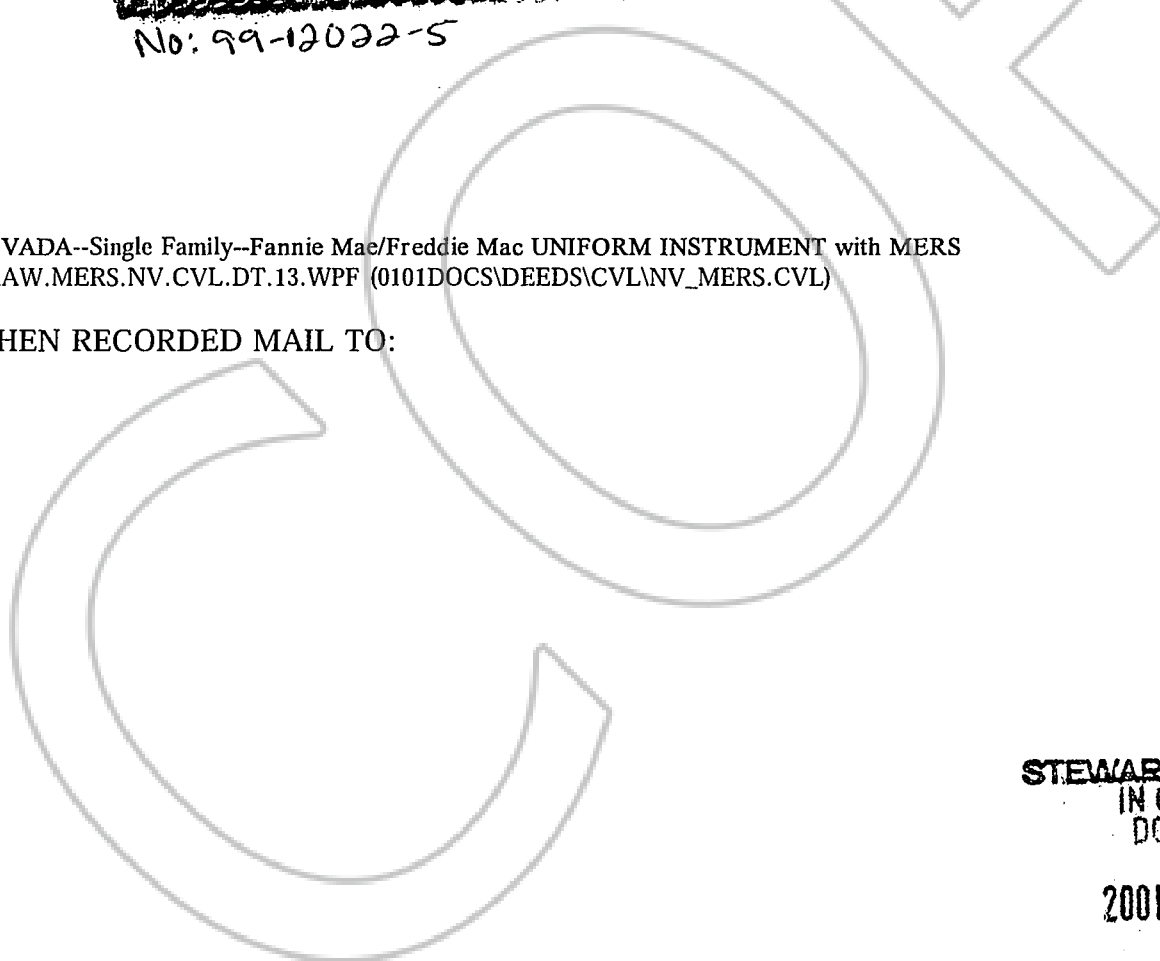 No: 99-12022-5
VADA--Single Family--Fannie Mae/Freddie Mac UNIFORM INSTRUMENT with MERS
AW.MERS.NV.CVL.DT.13.WPF (0101DOCS\DEEDS\CVL\NV_MERS.CVL)
HEN RECORDED MAIL TO:
COP
STEWAR
IN
DO
2001